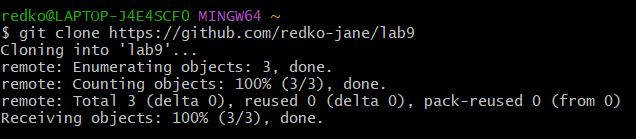 redko@LAPTOP-J4E4SCFO MINGW64 ~
$ git clone https://github.com/redko-jane/lab9
Cloning into 'lab9'...
remote: Enumerating objects: 3, done.
remote: Counting objects: 100% (3/3), done.
remote: Total 3 (delta 0), reused 0 (delta 0), pack-reused 0 (from 0)
Receiving objects: 100% (3/3), done.